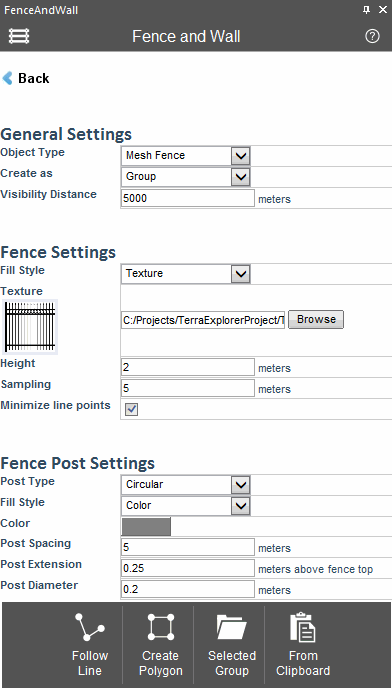 FenceAndWall
Fence and Wall
Back
General Settings
Object Type Mesh Fence
Create as Group
Visibility Distance 5000 meters
Fence Settings
Fill Style Texture
Texture
C:/Projects/TerraExplorerProject/T Browse
Height 2 meters
Sampling 5 meters
Minimize line points
Fence Post Settings
Post Type Circular
Fill Style Color
Color
Post Spacing 5 meters
Post Extension 0.25 meters above fence top
Post Diameter 0.2 meters
Follow Line
Create Polygon
Selected Group
From Clipboard